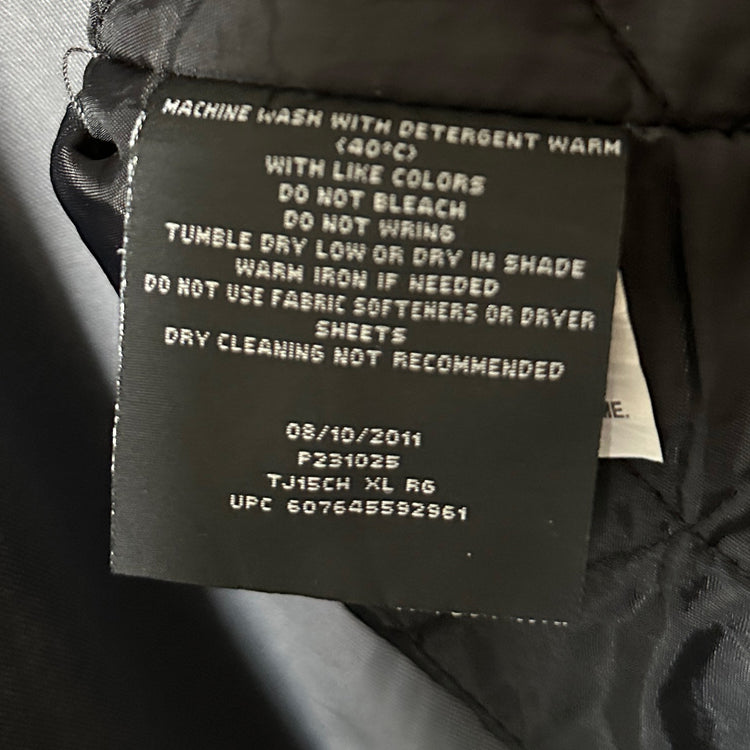 MACHINE WASH WITH DETERGENT WARM
(40°C)
WITH LIKE COLORS
DO NOT BLEACH
DO NOT WRING
TUMBLE DRY LOW OR DRY IN SHADE
WARM IRON IF NEEDED
DO NOT USE FABRIC SOFTENERS OR DRYER
SHEETS
DRY CLEANING NOT RECOMMENDED
08/10/2011
P231025
TJ15CH XL RG
UPC 607645592961